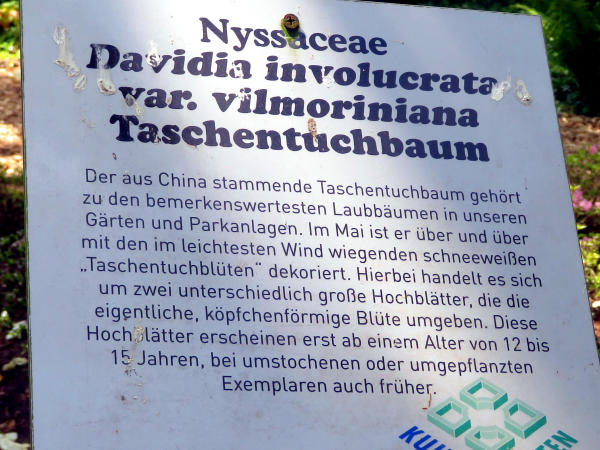 Nyssaceae
Davidia involucrata
var. vilmoriniana
Taschentuchbaum
Der aus China stammende Taschentuchbaum gehört
zu den bemerkenswertesten Laubbäumen in unseren
Gärten und Parkanlagen. Im Mai ist er über und über
mit den im leichtesten Wind wiegenden schneeweißen
„Taschentuchblüten“ dekoriert. Hierbei handelt es sich
um zwei unterschiedlich große Hochblätter, die die
eigentliche, köpfchenförmige Blüte umgeben. Diese
Hochblätter erscheinen erst ab einem Alter von 12 bis
15 Jahren, bei umstochenen oder umgepflanzten
Exemplaren auch früher.